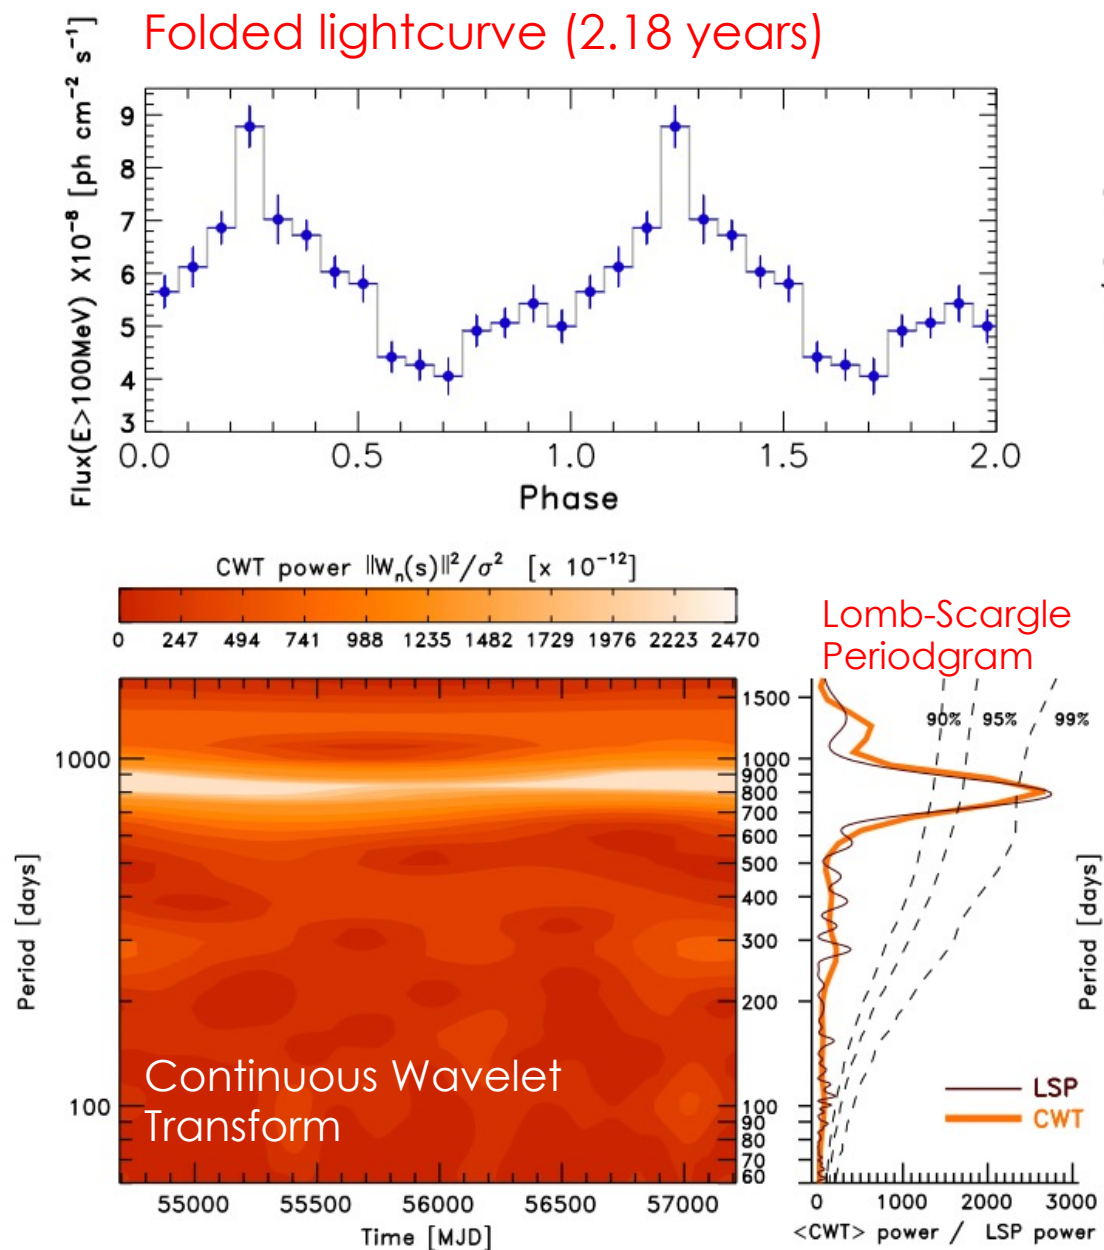 Folded lightcurve (2.18 years)
Flux(E>100MeV) X10⁻⁸ [ph cm⁻² s⁻¹]
9
8
7
6
5
4
3
0.0 0.5 1.0 1.5 2.0
Phase
CWT power ||Wₙ(s)||²/σ² [x 10⁻¹²]
0 247 494 741 988 1235 1482 1729 1976 2223 2470
Lomb-Scargle
Periodgram
Period [days]
1000
100
Continuous Wavelet
Transform
55000 55500 56000 56500 57000
Time [MJD]
1500
1000
900
800
700
600
500
400
300
200
100
90
80
70
60
90% 95% 99%
Period [days]
LSP
CWT
0 1000 2000 3000
<CWT> power / LSP power